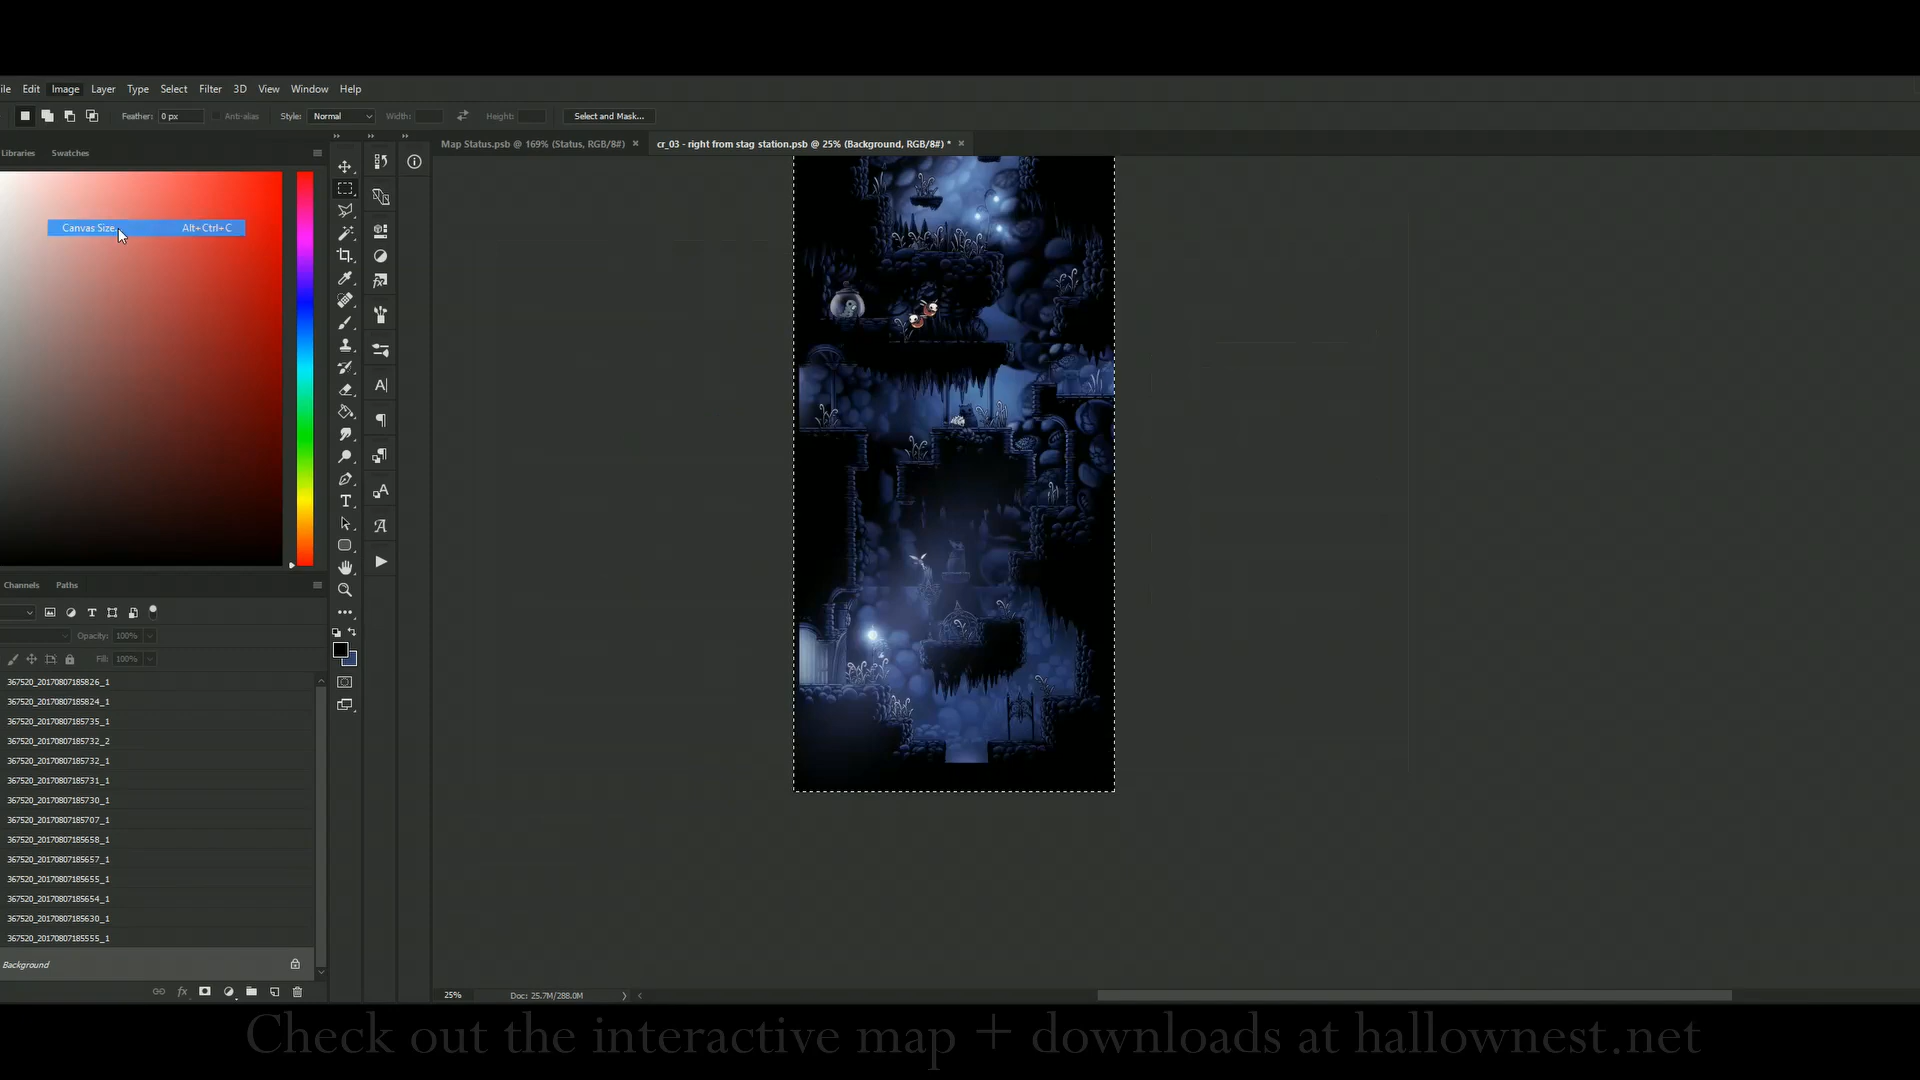 ile Edit Image Layer Type Select Filter 3D View Window Help
Feather: 0 px Anti-alias Style: Normal Width: Height: Select and Mask...
Map Status.psb @ 169% (Status, RGB/8#) × cr_03 - right from stag station.psb @ 25% (Background, RGB/8#) * ×
Libraries Swatches
Canvas Size... Alt+Ctrl+C
Channels Paths
Opacity: 100%
Fill: 100%
367520_20170807185826_1
367520_20170807185824_1
367520_20170807185735_1
367520_20170807185732_2
367520_20170807185732_1
367520_20170807185731_1
367520_20170807185730_1
367520_20170807185707_1
367520_20170807185658_1
367520_20170807185657_1
367520_20170807185655_1
367520_20170807185654_1
367520_20170807185630_1
367520_20170807185555_1
Background
25% Doc: 25.7M/288.0M
Check out the interactive map + downloads at hallownest.net